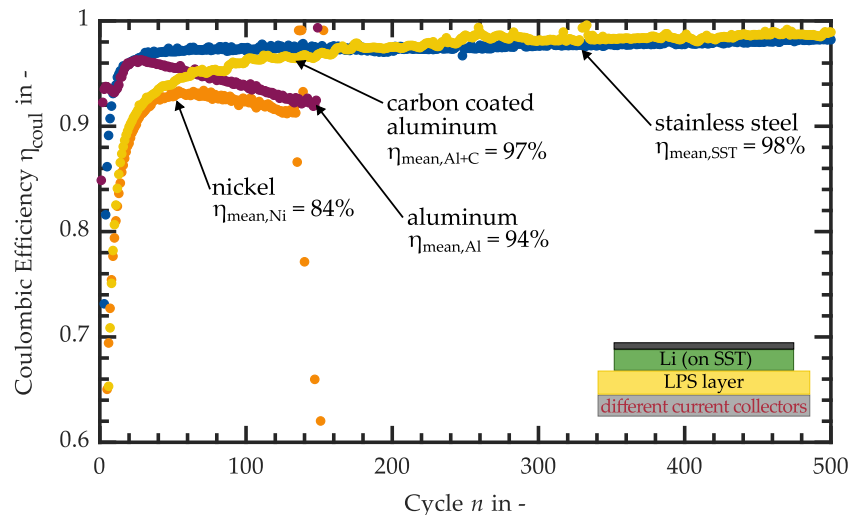 1
0.9
0.8
0.7
0.6
0
100
200
300
400
500
Coulombic Efficiency η_coul in -
Cycle n in -
carbon coated
aluminum
η_mean,Al+C = 97%
stainless steel
η_mean,SST = 98%
nickel
η_mean,Ni = 84%
aluminum
η_mean,Al = 94%
Li (on SST)
LPS layer
different current collectors